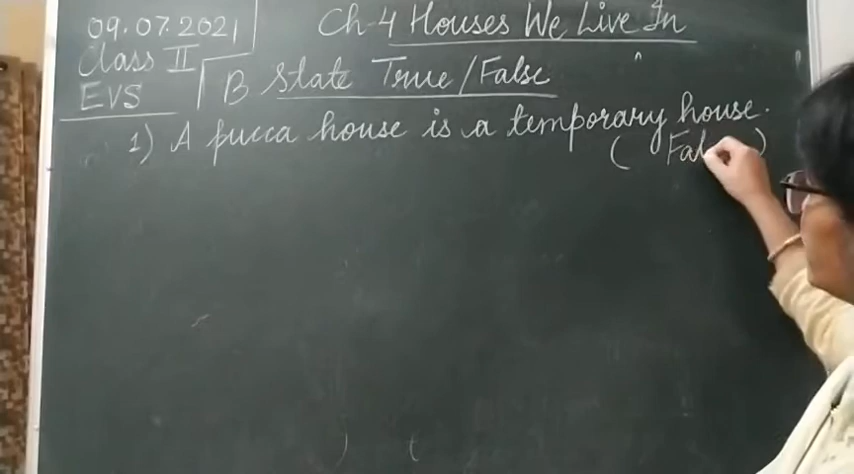 09.07.2021
Class II
EVS
Ch-4 Houses We Live In
B State True/False
1) A pucca house is a temporary house.
( Fal )